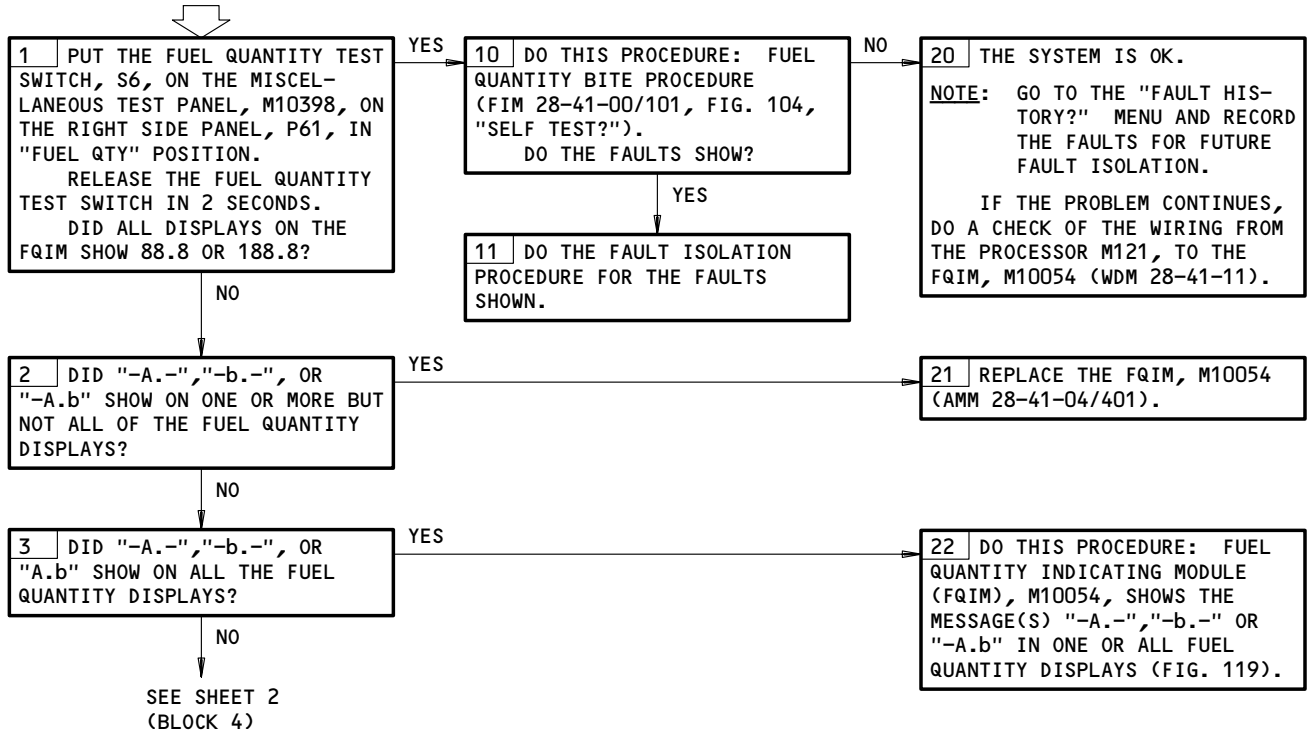 1 PUT THE FUEL QUANTITY TEST
SWITCH, S6, ON THE MISCEL-
LANEOUS TEST PANEL, M10398, ON
THE RIGHT SIDE PANEL, P61, IN
"FUEL QTY" POSITION.
RELEASE THE FUEL QUANTITY
TEST SWITCH IN 2 SECONDS.
DID ALL DISPLAYS ON THE
FQIM SHOW 88.8 OR 188.8?
YES
10 DO THIS PROCEDURE: FUEL
QUANTITY BITE PROCEDURE
(FIM 28-41-00/101, FIG. 104,
"SELF TEST?").
DO THE FAULTS SHOW?
NO
20 THE SYSTEM IS OK.
NOTE: GO TO THE "FAULT HIS-
TORY?" MENU AND RECORD
THE FAULTS FOR FUTURE
FAULT ISOLATION.
IF THE PROBLEM CONTINUES,
DO A CHECK OF THE WIRING FROM
THE PROCESSOR M121, TO THE
FQIM, M10054 (WDM 28-41-11).
YES
11 DO THE FAULT ISOLATION
PROCEDURE FOR THE FAULTS
SHOWN.
NO
2 DID "-A.-","-b.-", OR
"-A.b" SHOW ON ONE OR MORE BUT
NOT ALL OF THE FUEL QUANTITY
DISPLAYS?
YES
21 REPLACE THE FQIM, M10054
(AMM 28-41-04/401).
NO
3 DID "-A.-","-b.-", OR
"A.b" SHOW ON ALL THE FUEL
QUANTITY DISPLAYS?
YES
22 DO THIS PROCEDURE: FUEL
QUANTITY INDICATING MODULE
(FQIM), M10054, SHOWS THE
MESSAGE(S) "-A.-","-b.-" OR
"-A.b" IN ONE OR ALL FUEL
QUANTITY DISPLAYS (FIG. 119).
NO
SEE SHEET 2
(BLOCK 4)